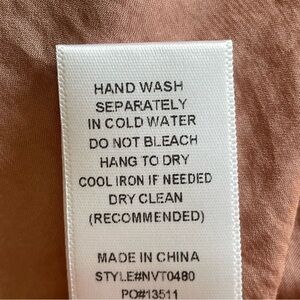 HAND WASH
SEPARATELY
IN COLD WATER
DO NOT BLEACH
HANG TO DRY
COOL IRON IF NEEDED
DRY CLEAN
(RECOMMENDED)
MADE IN CHINA
STYLE#NVT0480
PO#13511